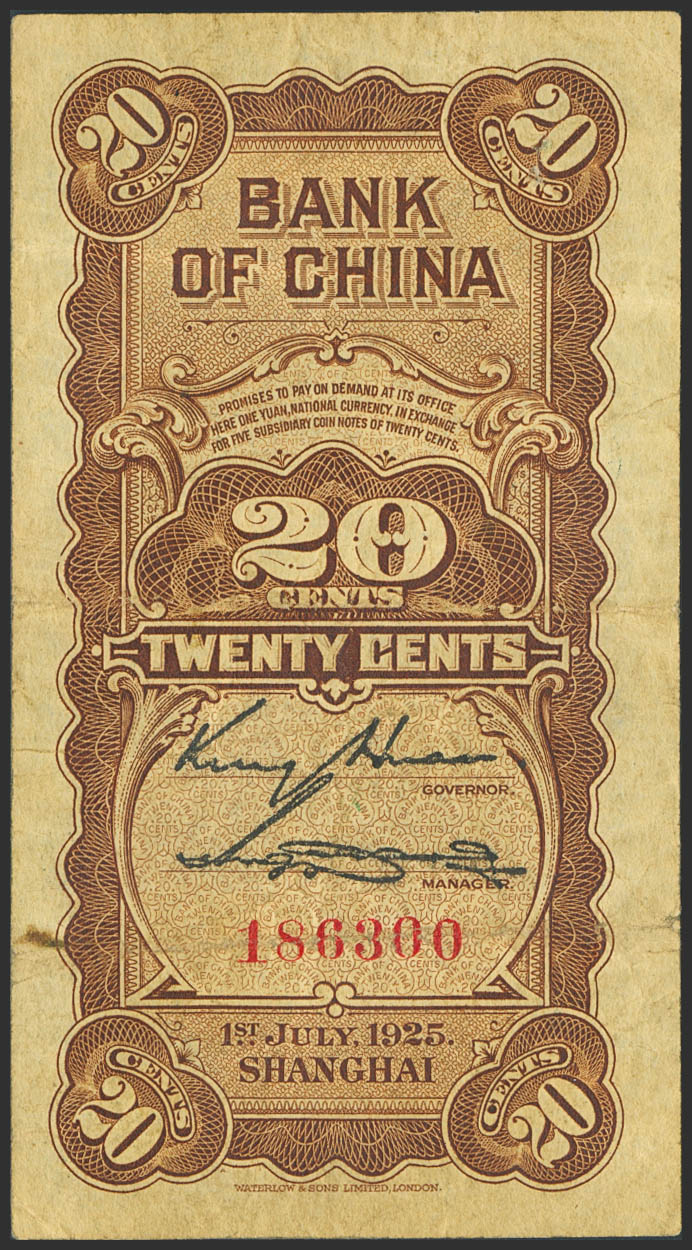 20 CENTS
20 CENTS
BANK
OF CHINA
PROMISES TO PAY ON DEMAND AT ITS OFFICE
HERE ONE YUAN, NATIONAL CURRENCY, IN EXCHANGE
FOR FIVE SUBSIDIARY COIN NOTES OF TWENTY CENTS.
20
CENTS
TWENTY CENTS
GOVERNOR.
MANAGER.
186300
1ST JULY, 1925.
SHANGHAI
CENTS 20
CENTS 20
WATERLOW & SONS LIMITED, LONDON.